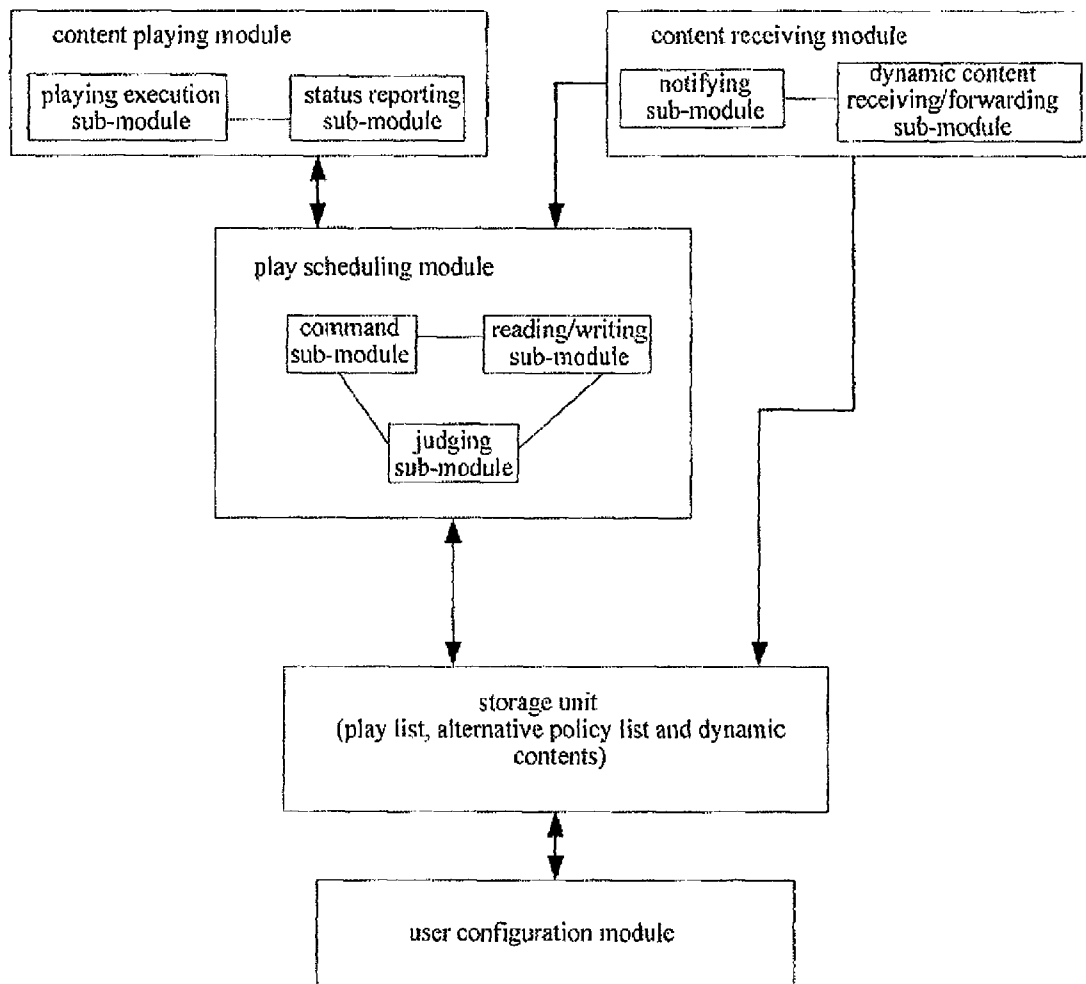 content playing module
playing execution
sub-module
status reporting
sub-module
content receiving module
notifying
sub-module
dynamic content
receiving/forwarding
sub-module
play scheduling module
command
sub-module
reading/writing
sub-module
judging
sub-module
storage unit
(play list, alternative policy list and dynamic
contents)
user configuration module